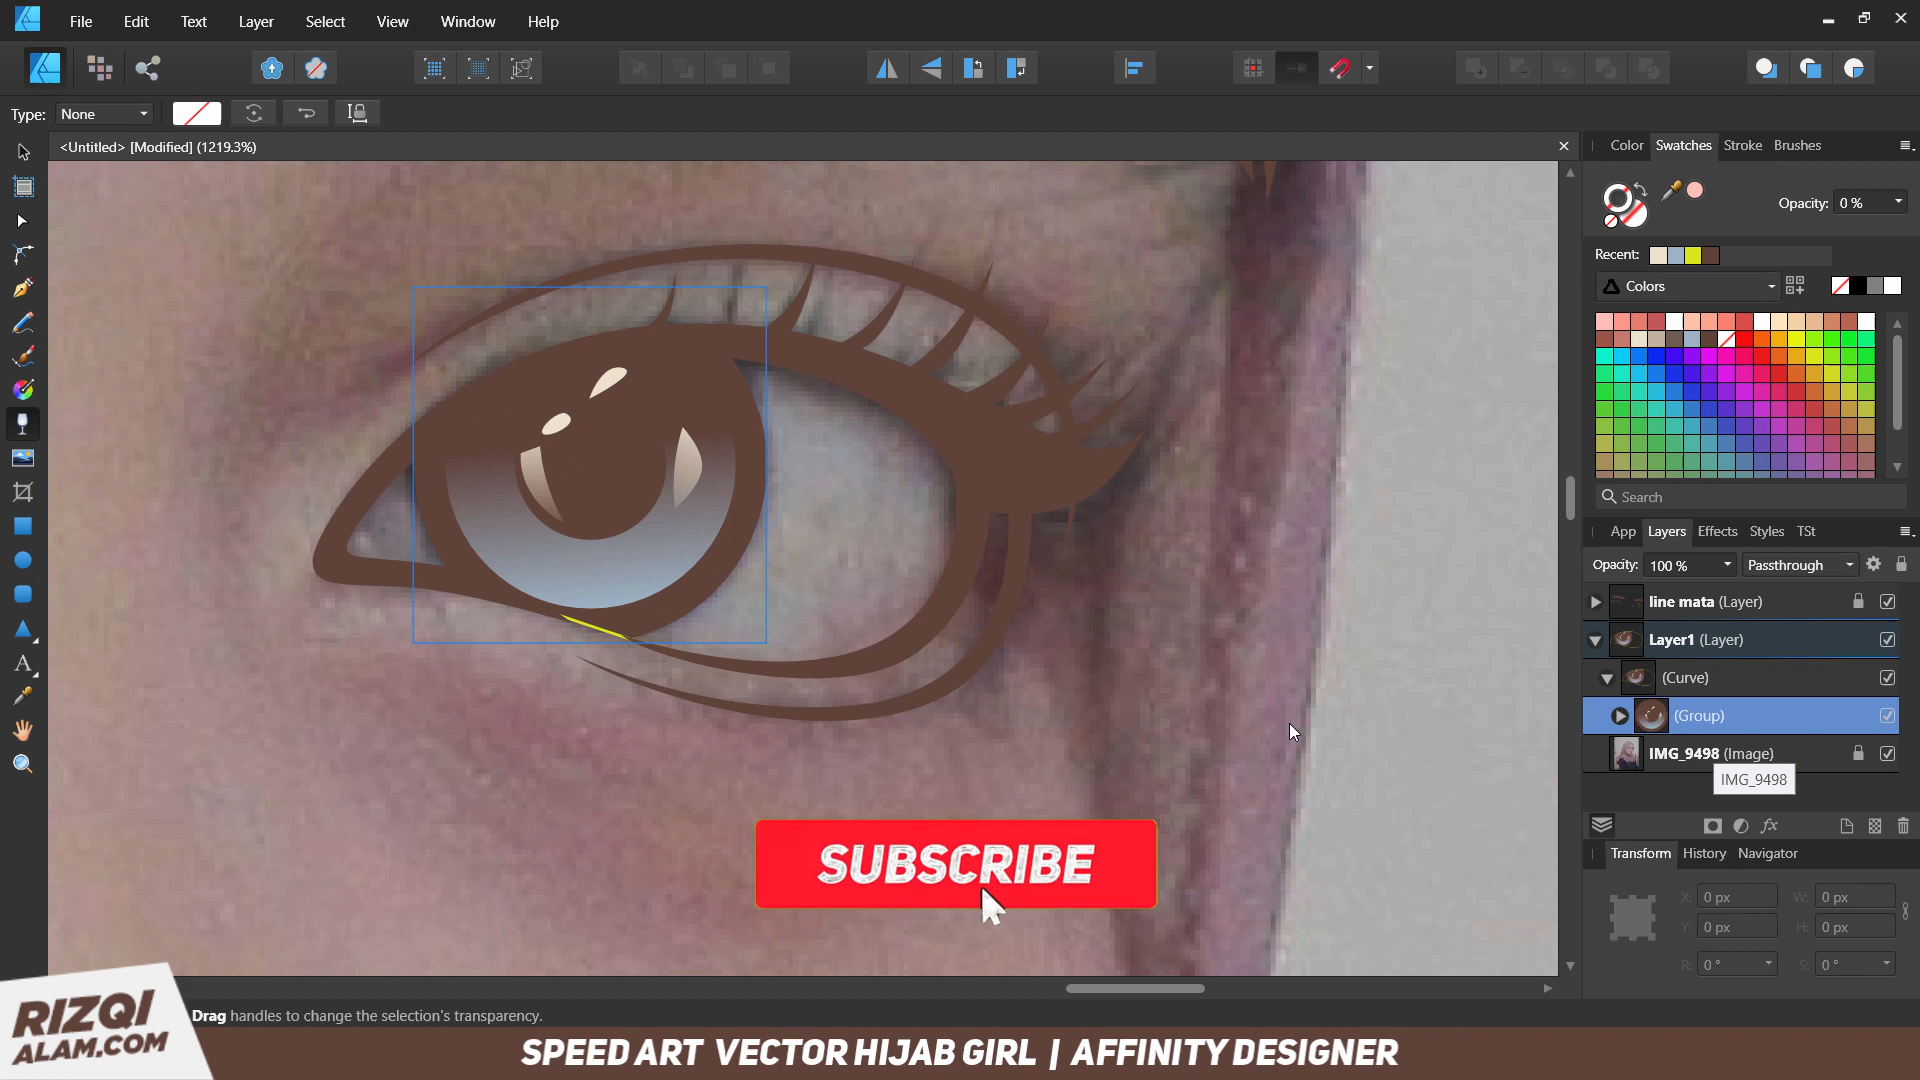 File Edit Text Layer Select View Window Help
Type: None
<Untitled> [Modified] (1219.3%)
Color Swatches Stroke Brushes
Opacity: 0 %
Recent:
Colors
Search
App Layers Effects Styles TSt
Opacity: 100 % Passthrough
line mata (Layer)
Layer1 (Layer)
(Curve)
(Group)
IMG_9498 (Image)
IMG_9498
Transform History Navigator
X: 0 px W: 0 px
Y: 0 px H: 0 px
R: 0 ° S: 0 °
SUBSCRIBE
Drag handles to change the selection's transparency.
RIZQI
ALAM.COM
SPEED ART VECTOR HIJAB GIRL | AFFINITY DESIGNER